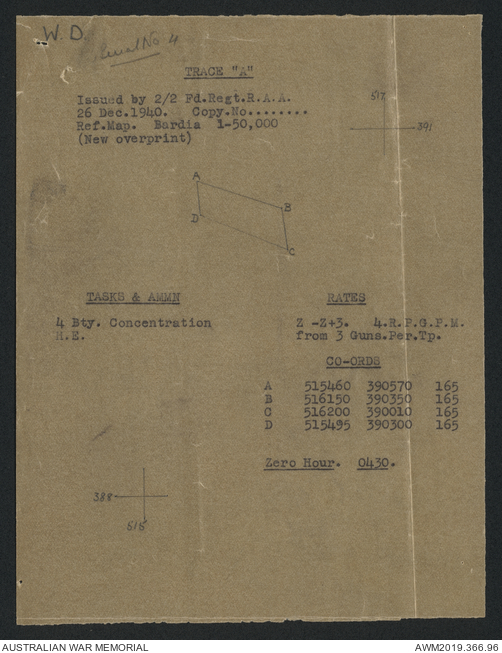 W.D.
Serial No 4
TRACE "A"
Issued by 2/2 Fd.Regt.R.A.A.
26 Dec.1940. Copy.No........
Ref.Map. Bardia 1-50,000
(New overprint)
517
391
A
B
D
C
TASKS & AMMN
4 Bty. Concentration
H.E.
RATES
Z -Z+3. 4.R.P.G.P.M.
from 3 Guns.Per.Tp.
CO-ORDS
A 515460 390570 165
B 516150 390350 165
C 516200 390010 165
D 515495 390300 165
Zero Hour. 0430.
388
515
AUSTRALIAN WAR MEMORIAL
AWM2019.366.96